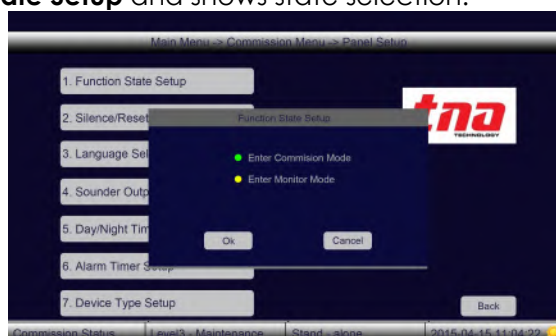 Setup and shows state selection.
Main Menu -> Commission Menu -> Panel Setup
1. Function State Setup
2. Silence/Reset
tna
TECHNOLOGY
Function State Setup
3. Language Sel
Enter Commision Mode
Enter Monitor Mode
4. Sounder Outp
5. Day/Night Tim
Ok
Cancel
6. Alarm Timer Setup
7. Device Type Setup
Back
Commission Status
Level3 - Maintenance
Stand - alone
2015-04-15 11:04:22